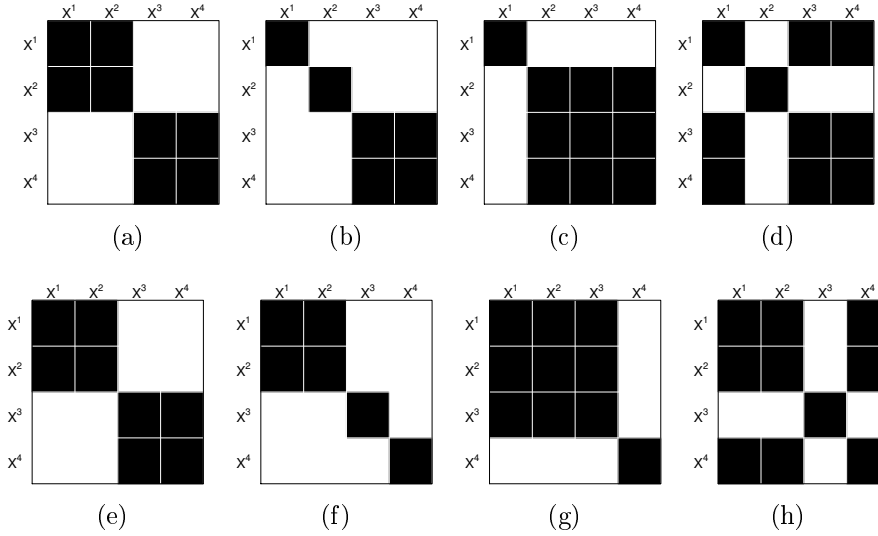 X¹ X² X³ X⁴ X¹ X² X³ X⁴ X¹ X² X³ X⁴ X¹ X² X³ X⁴
X¹ X¹ X¹ X¹
X² X² X² X²
X³ X³ X³ X³
X⁴ X⁴ X⁴ X⁴
(a) (b) (c) (d)
X¹ X² X³ X⁴ X¹ X² X³ X⁴ X¹ X² X³ X⁴ X¹ X² X³ X⁴
X¹ X¹ X¹ X¹
X² X² X² X²
X³ X³ X³ X³
X⁴ X⁴ X⁴ X⁴
(e) (f) (g) (h)